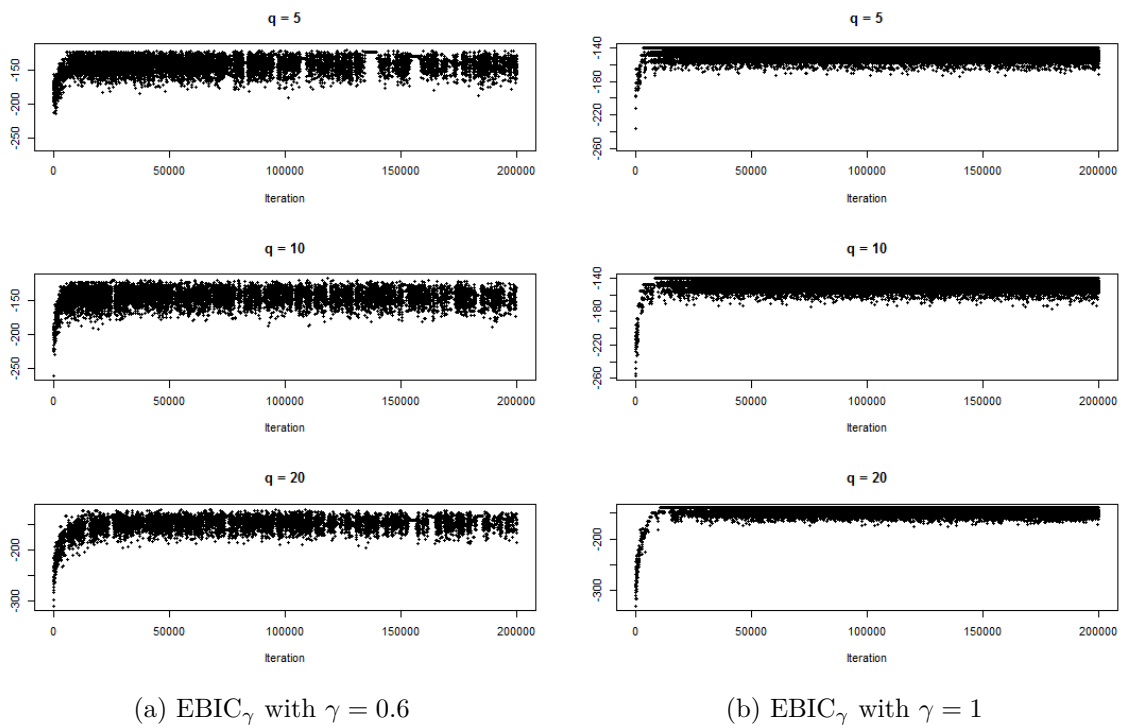 q = 5
-150
-200
-250
0 50000 100000 150000 200000
Iteration
q = 5
-140
-180
-220
-260
0 50000 100000 150000 200000
Iteration
q = 10
-150
-200
-250
0 50000 100000 150000 200000
Iteration
q = 10
-140
-180
-220
-260
0 50000 100000 150000 200000
Iteration
q = 20
-200
-300
0 50000 100000 150000 200000
Iteration
q = 20
-200
-300
0 50000 100000 150000 200000
Iteration
(a) EBICγ with γ = 0.6
(b) EBICγ with γ = 1